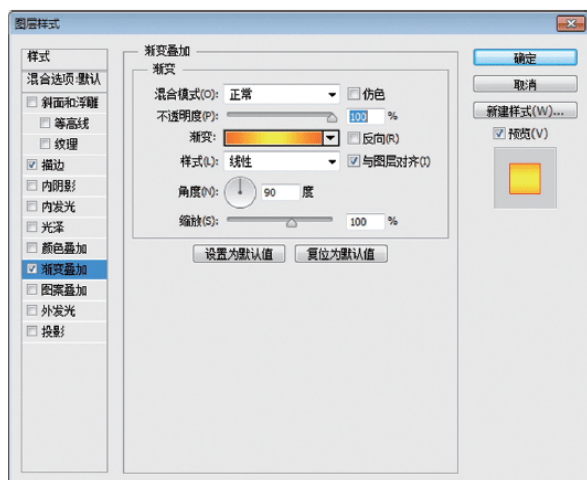 图层样式
样式
混合选项:默认
斜面和浮雕
等高线
纹理
描边
内阴影
内发光
光泽
颜色叠加
渐变叠加
图案叠加
外发光
投影
渐变叠加
渐变
混合模式(O): 正常 仿色
不透明度(P): 100 %
渐变: 反向(R)
样式(L): 线性 与图层对齐(I)
角度(N): 90 度
缩放(S): 100 %
设置为默认值 复位为默认值
确定
取消
新建样式(W)...
预览(V)